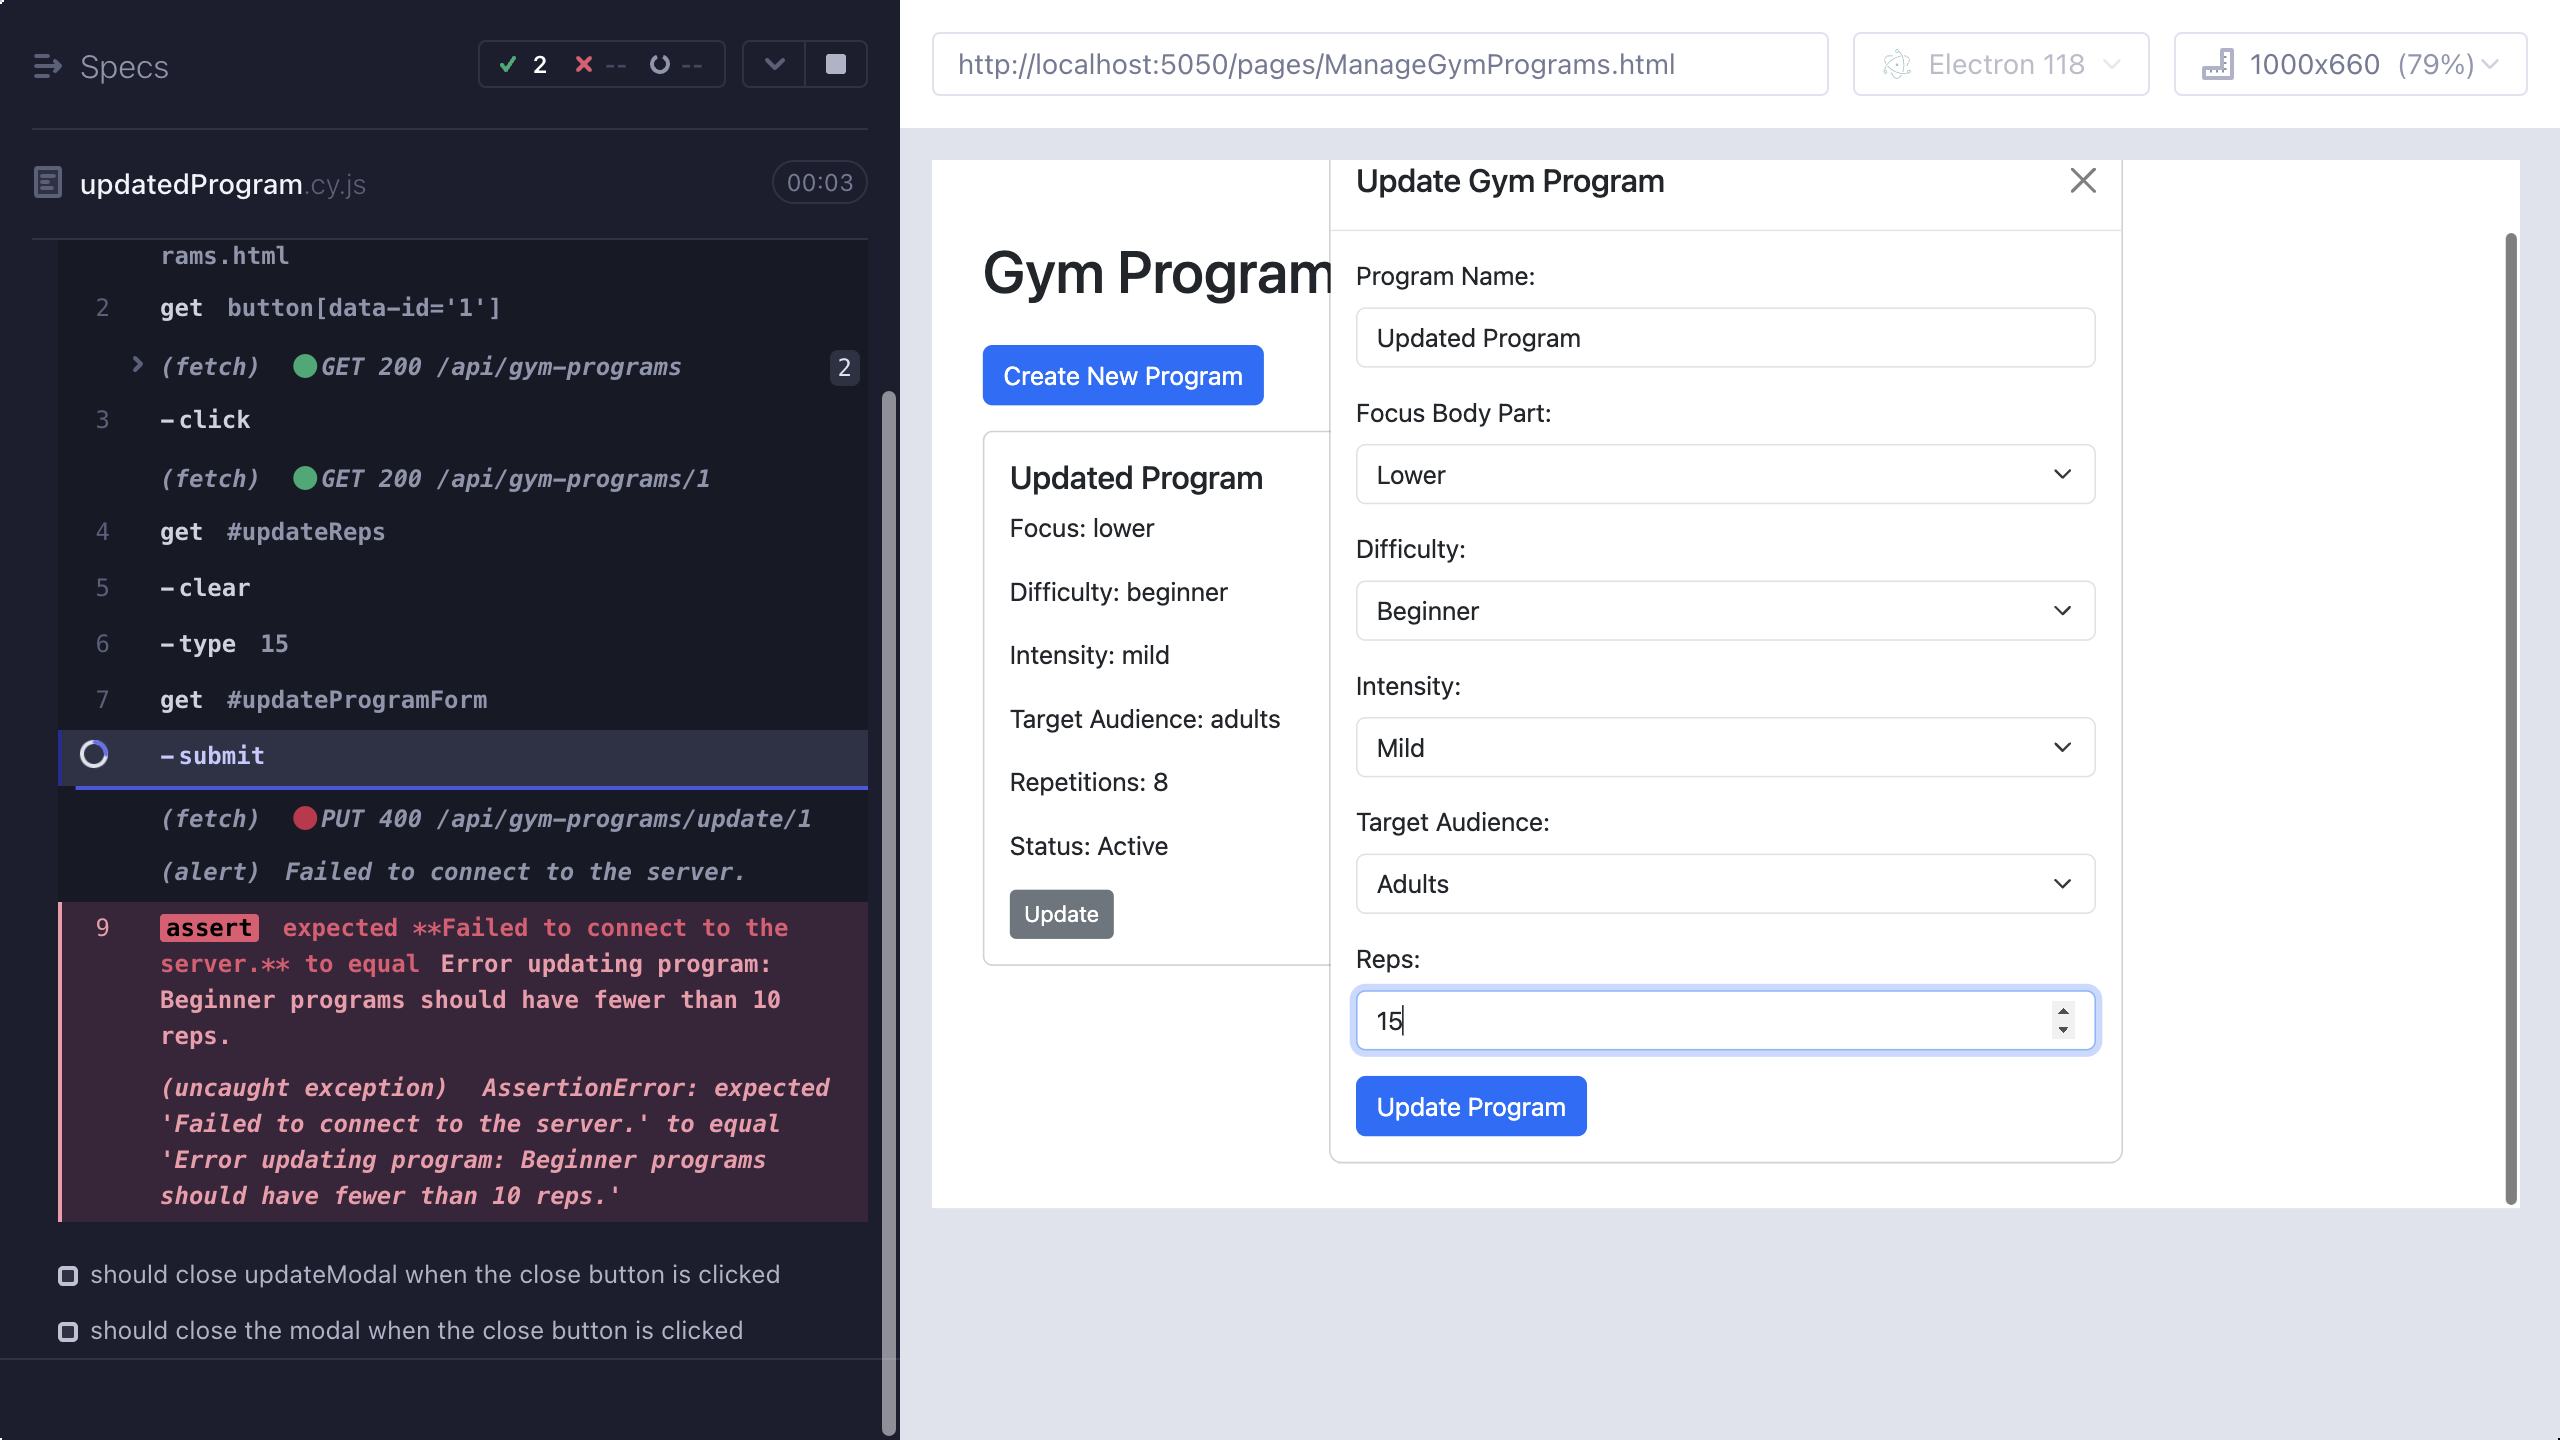 Specs
2 -- --
updatedProgram.cy.js 00:03
rams.html
2 get button[data-id='1']
(fetch) GET 200 /api/gym-programs 2
3 -click
(fetch) GET 200 /api/gym-programs/1
4 get #updateReps
5 -clear
6 -type 15
7 get #updateProgramForm
-submit
(fetch) PUT 400 /api/gym-programs/update/1
(alert) Failed to connect to the server.
9 assert expected **Failed to connect to the
server.** to equal Error updating program:
Beginner programs should have fewer than 10
reps.
(uncaught exception) AssertionError: expected
'Failed to connect to the server.' to equal
'Error updating program: Beginner programs
should have fewer than 10 reps.'
should close updateModal when the close button is clicked
should close the modal when the close button is clicked
http://localhost:5050/pages/ManageGymPrograms.html
Electron 118
1000x660 (79%)
Gym Program
Create New Program
Updated Program
Focus: lower
Difficulty: beginner
Intensity: mild
Target Audience: adults
Repetitions: 8
Status: Active
Update
Update Gym Program
Program Name:
Updated Program
Focus Body Part:
Lower
Difficulty:
Beginner
Intensity:
Mild
Target Audience:
Adults
Reps:
15
Update Program